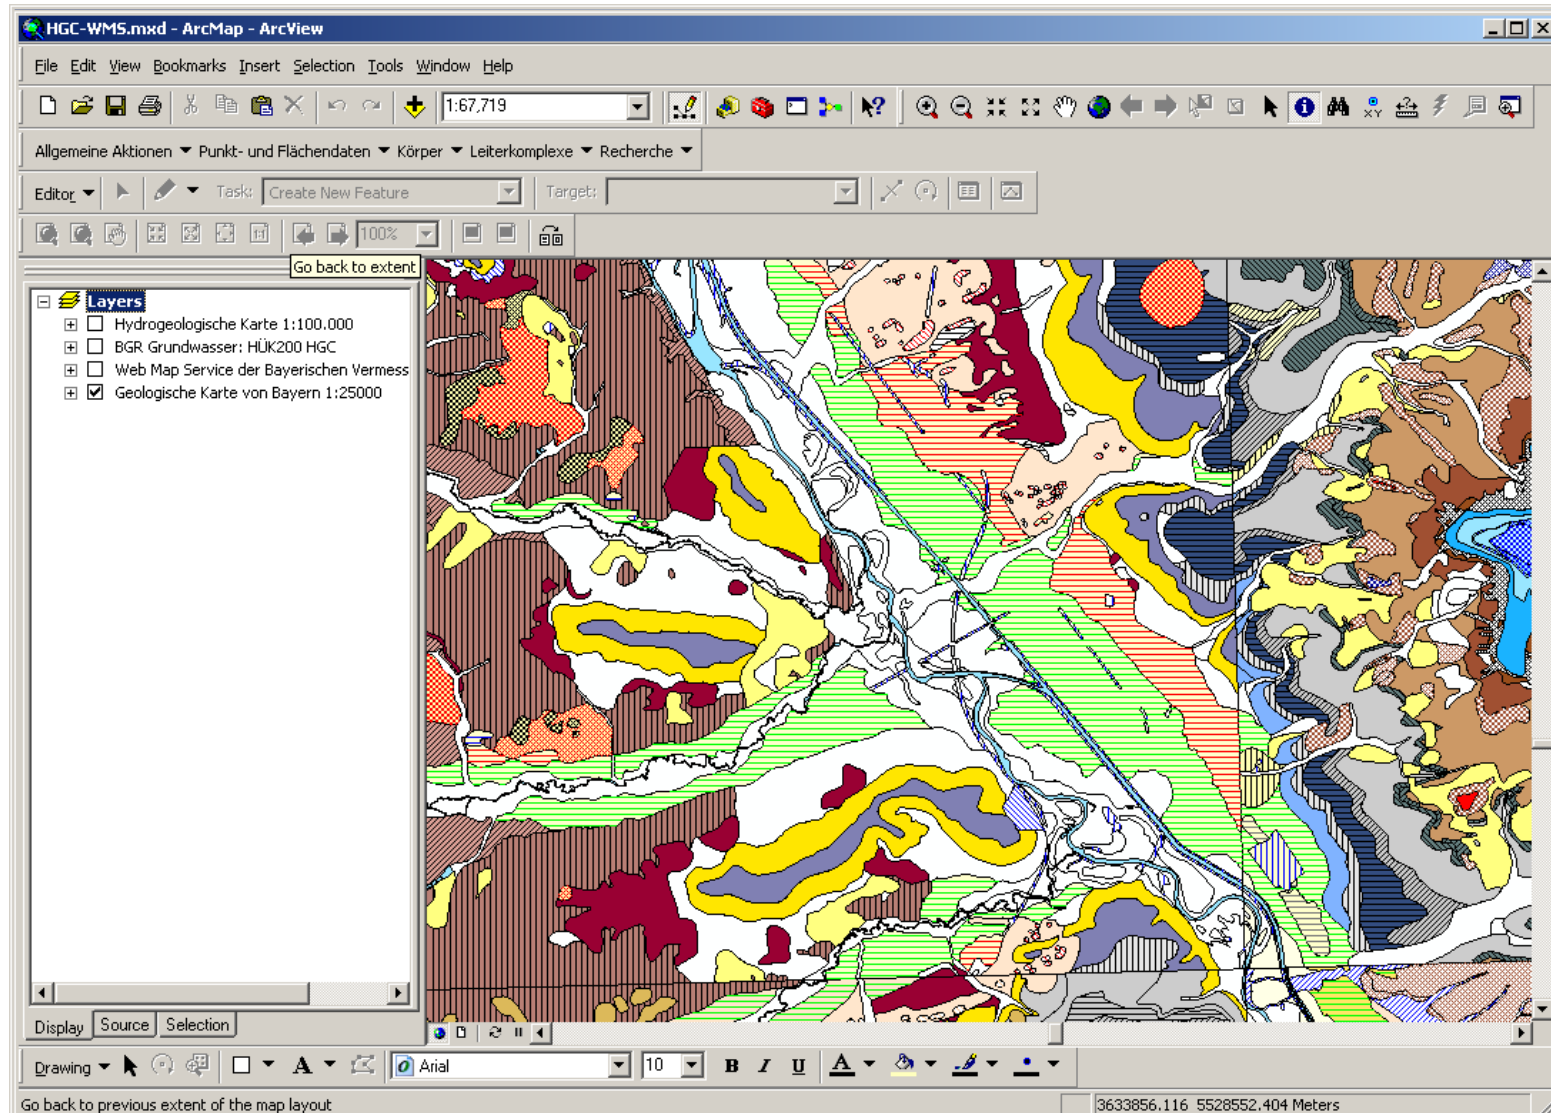 HGC-WMS.mxd - ArcMap - ArcView
File Edit View Bookmarks Insert Selection Tools Window Help
1:67,719
Allgemeine Aktionen Punkt- und Flächendaten Körper Leiterkomplexe Recherche
Editor Task: Create New Feature Target:
1:1 100%
Go back to extent
Layers
Hydrogeologische Karte 1:100.000
BGR Grundwasser: HÜK200 HGC
Web Map Service der Bayerischen Vermess
Geologische Karte von Bayern 1:25000
Display Source Selection
Drawing A Arial 10 B I U A
Go back to previous extent of the map layout 3633856.116 5528552.404 Meters